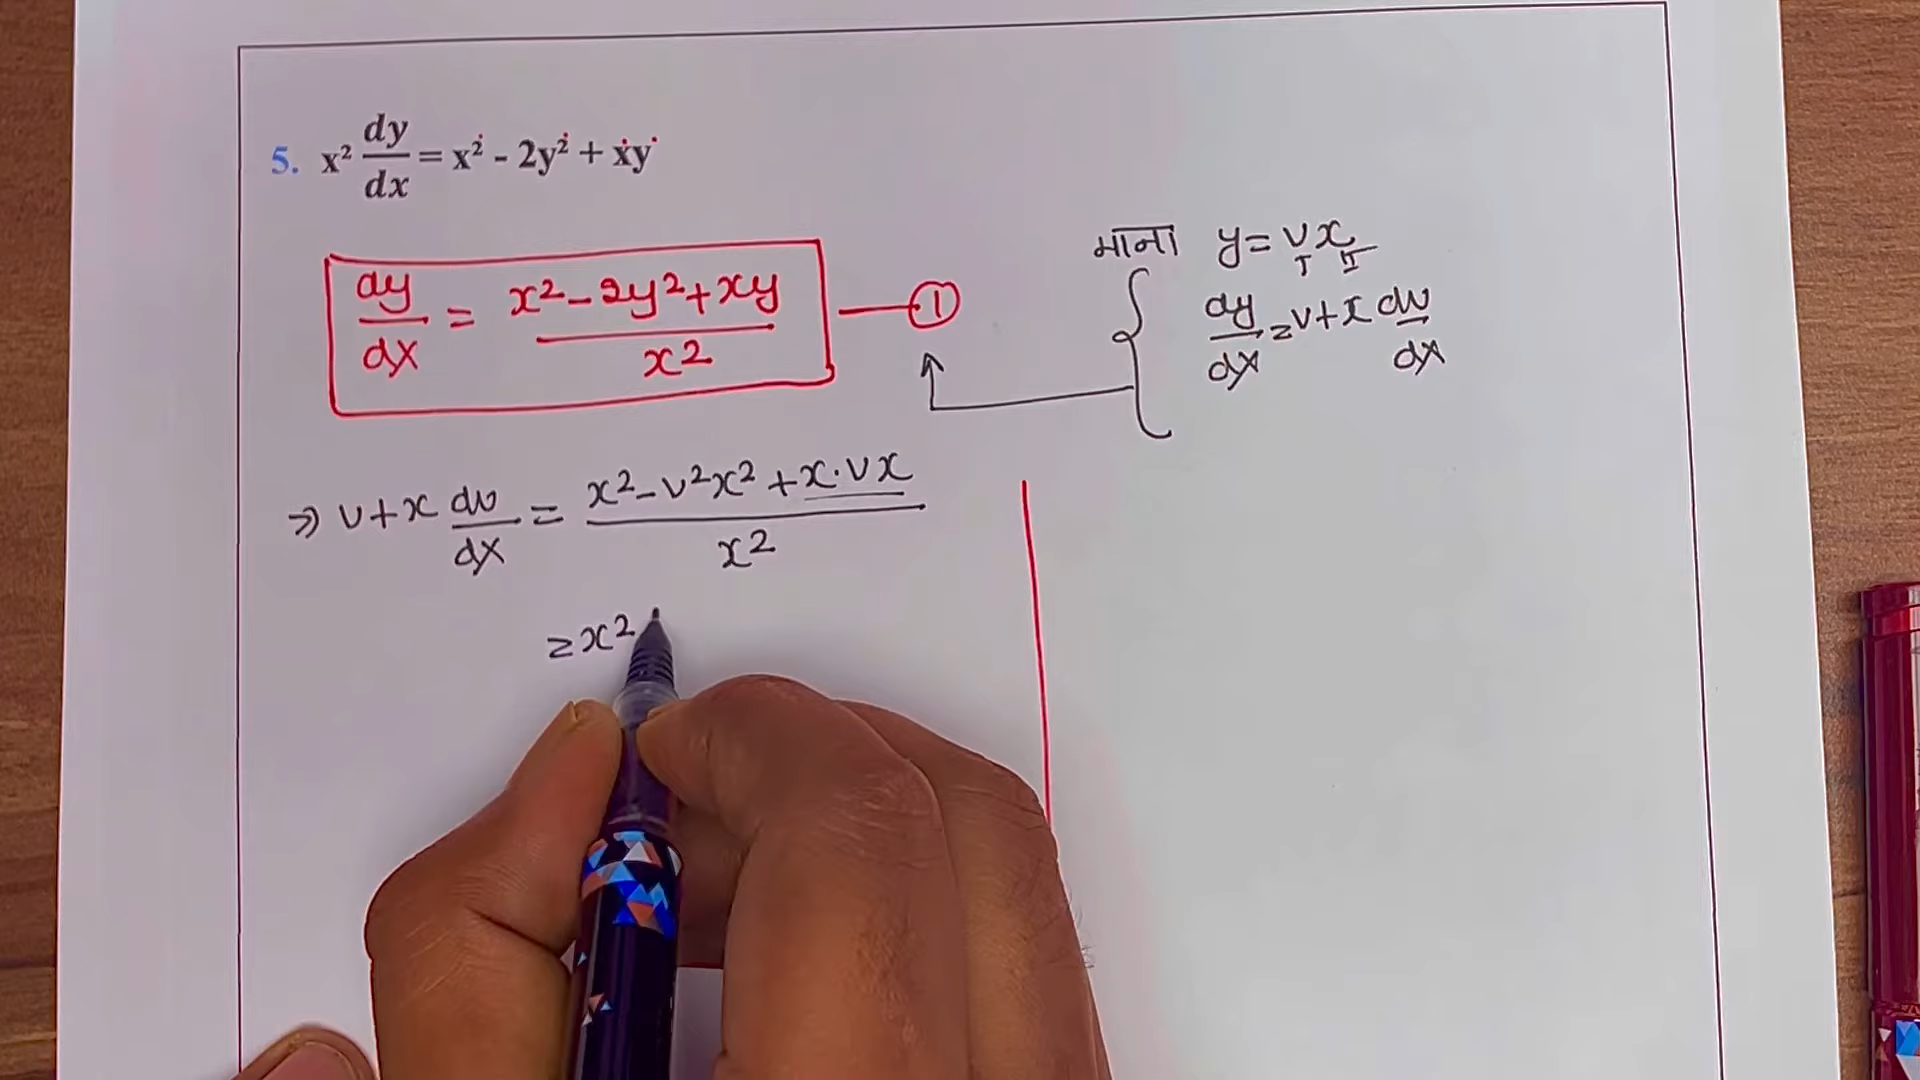 5. x² dy/dx = x² - 2y² + xy
dy/dx = (x² - 2y² + xy)/x² — ①
माना y = vx
I II
dy/dx = v + x dv/dx
⇒ v + x dv/dx = (x² - v²x² + x·vx)/x²
= x²